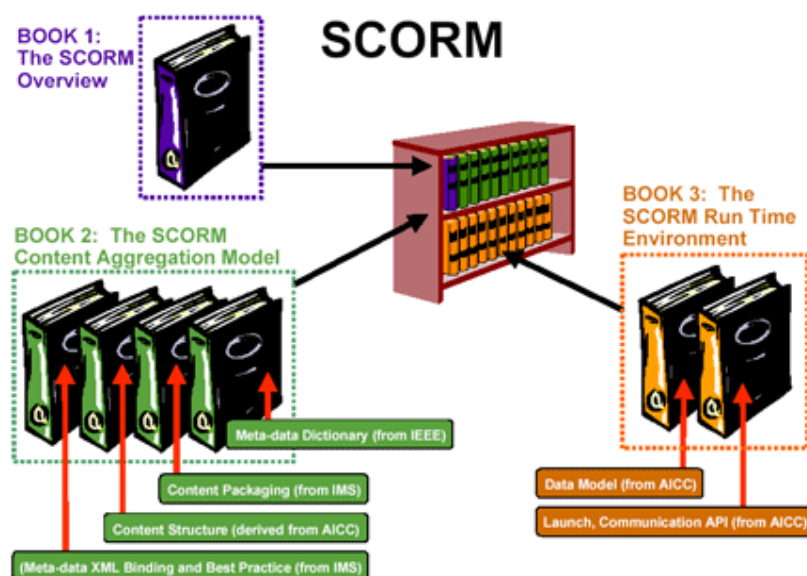 SCORM
BOOK 1:
The SCORM
Overview
BOOK 2: The SCORM
Content Aggregation Model
BOOK 3: The
SCORM Run Time
Environment
Meta-data Dictionary (from IEEE)
Content Packaging (from IMS)
Content Structure (derived from AICC)
(Meta-data XML Binding and Best Practice (from IMS)
Data Model (from AICC)
Launch, Communication API (from AICC)